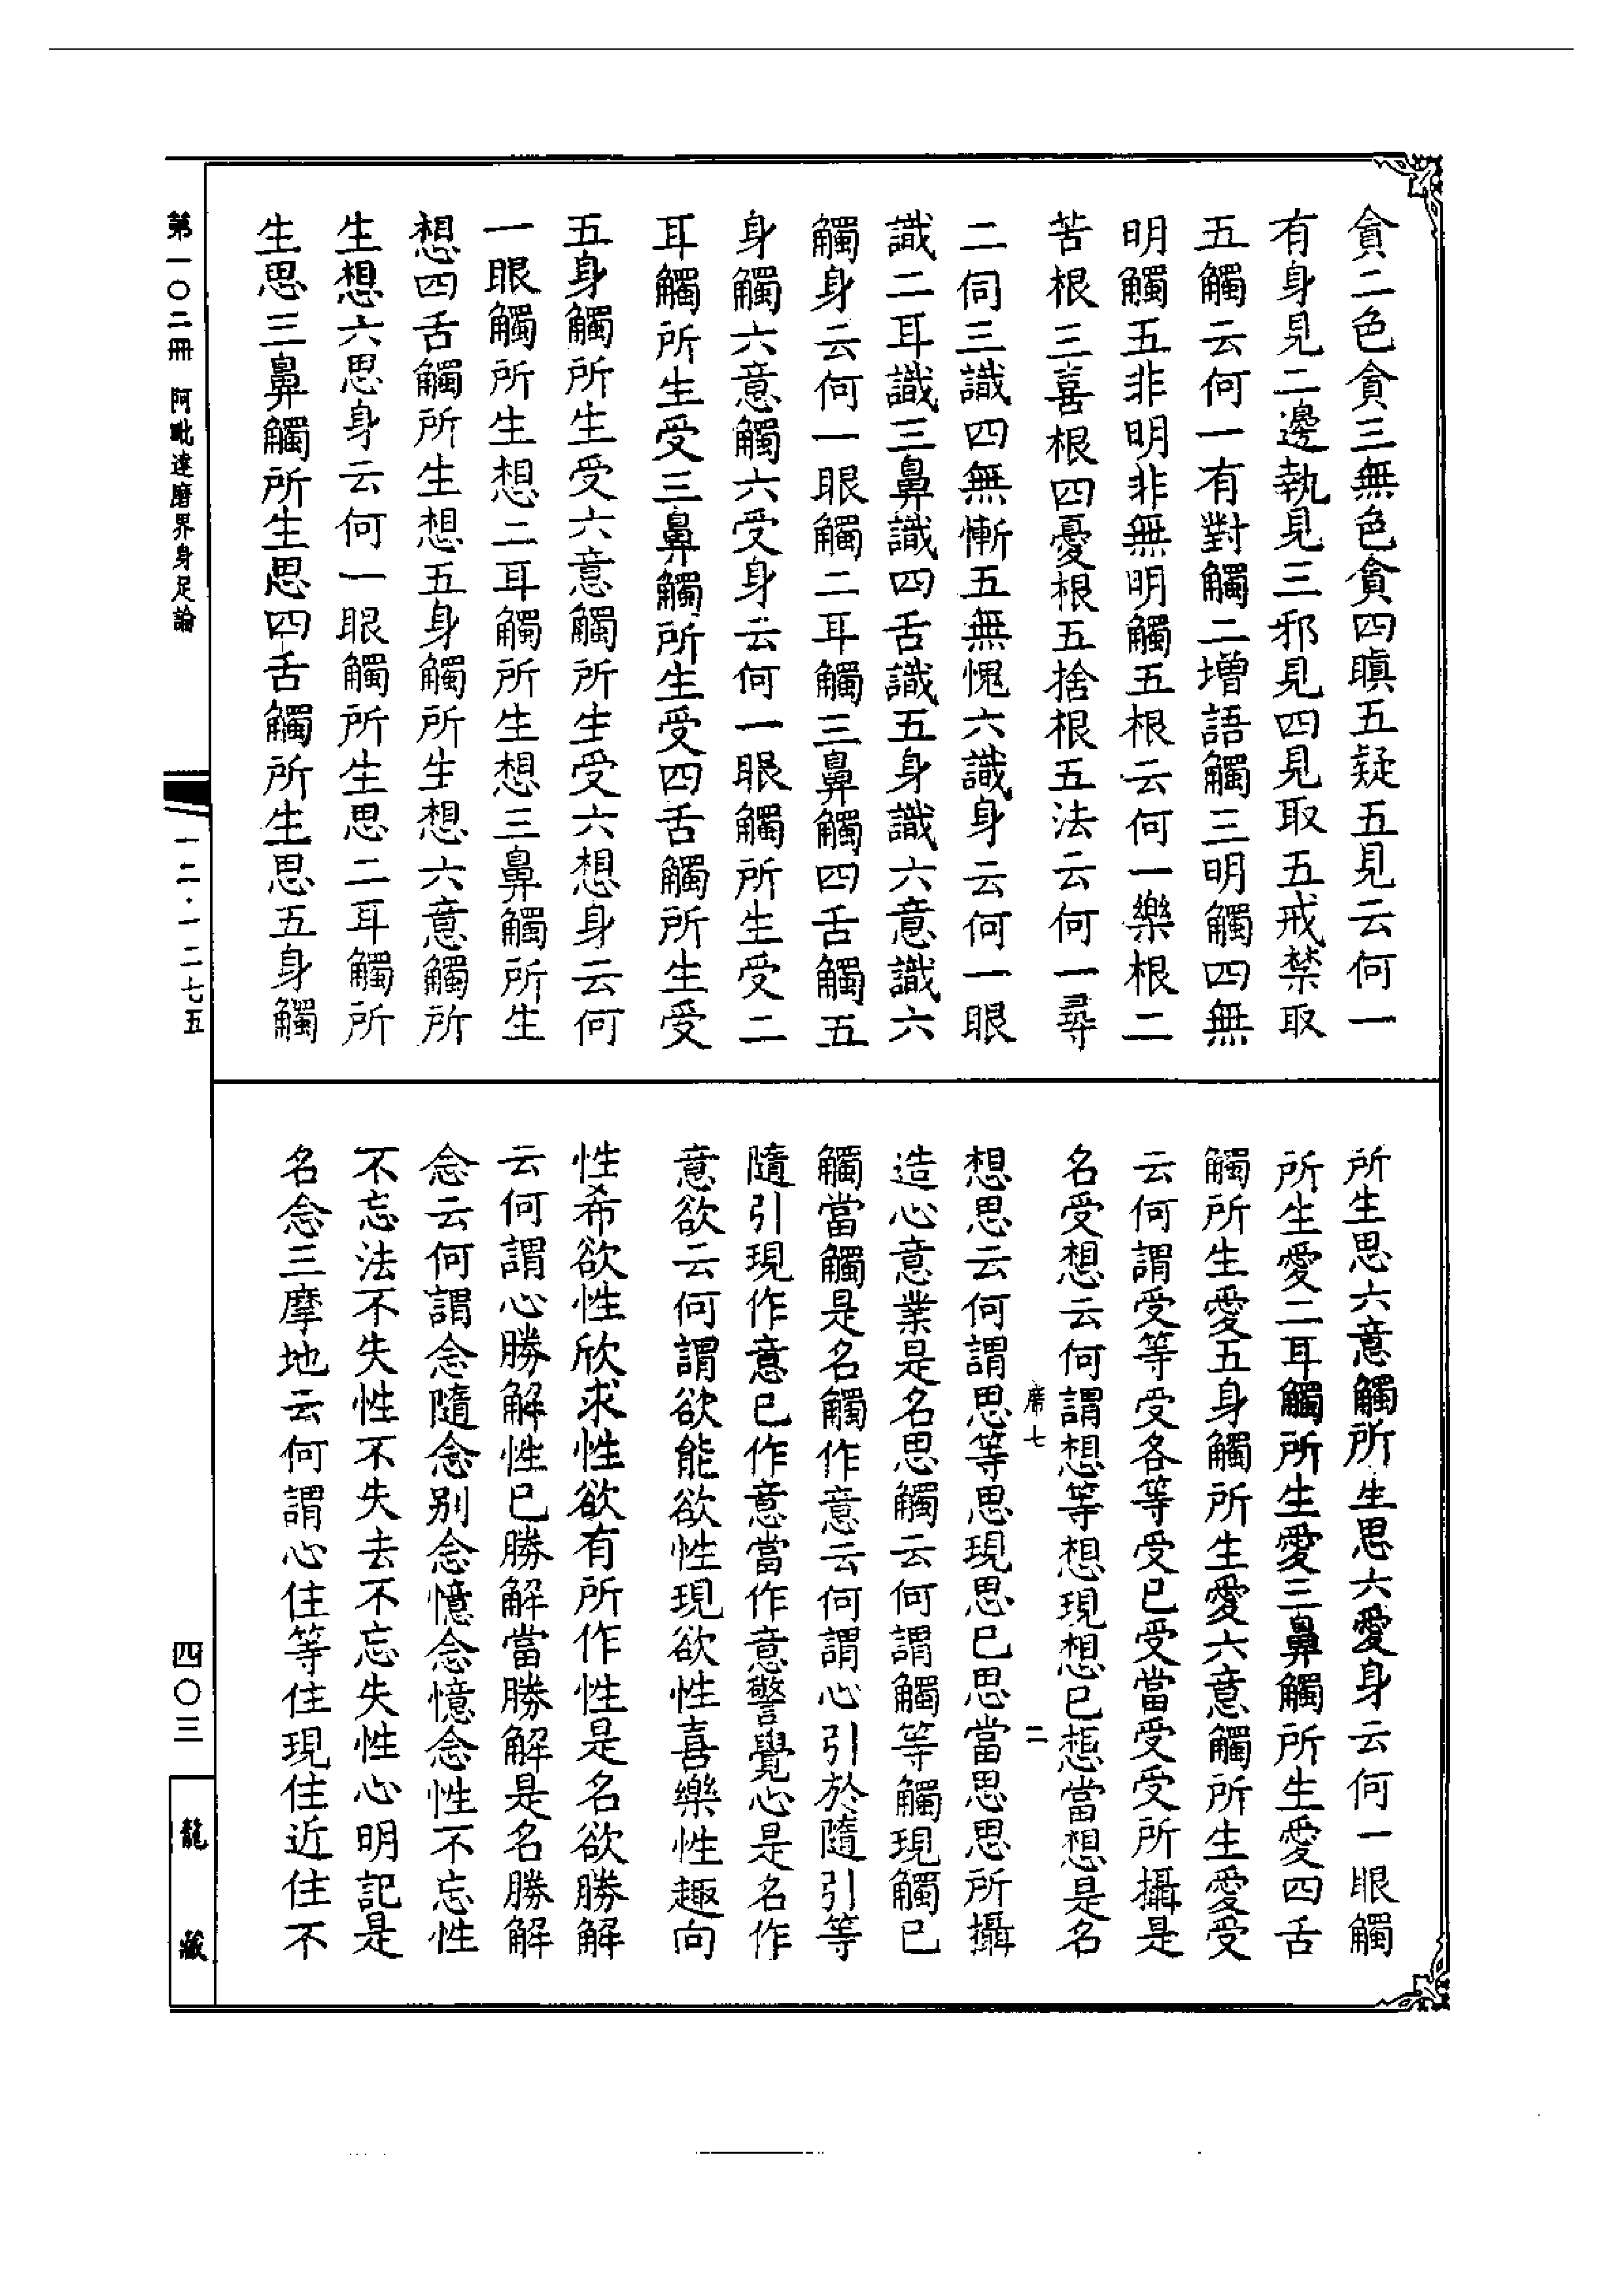 貪二色貪三無色貪四瞋五疑五見云何一
有身見二邊執見三邪見四見取五戒禁取
五觸云何一有對觸二增語觸三明觸四無
明觸五非明非無明觸五根云何一樂根二
苦根三喜根四憂根五捨根五法云何一尋
二伺三識四無慚五無愧六識身云何一眼
識二耳識三鼻識四舌識五身識六意識六
觸身云何一眼觸二耳觸三鼻觸四舌觸五
身觸六意觸六受身云何一眼觸所生受二
耳觸所生受三鼻觸所生受四舌觸所生受
五身觸所生受六意觸所生受六想身云何
一眼觸所生想二耳觸所生想三鼻觸所生
想四舌觸所生想五身觸所生想六意觸所
生想六思身云何一眼觸所生思二耳觸所
生思三鼻觸所生思四舌觸所生思五身觸
所生思六意觸所生思六愛身云何一眼觸
所生愛二耳觸所生愛三鼻觸所生愛四舌
觸所生愛五身觸所生愛六意觸所生愛受
云何謂受等受各等受已受當受受所攝是
名受想云何謂想等想現想已想當想是名
席七 二
想思云何謂思等思現思已思當思思所攝
造心意業是名思觸云何謂觸等觸現觸已
觸當觸是名觸作意云何謂心引於隨引等
隨引現作意已作意當作意警覺心是名作
意欲云何謂欲能欲性現欲性喜樂性趣向
性希欲性欣求性欲有所作性是名欲勝解
云何謂心勝解性已勝解當勝解是名勝解
念云何謂念隨念別念憶念憶念性不忘性
不忘法不失性不失去不忘失性心明記是
名念三摩地云何謂心住等住現住近住不
第一〇二冊 阿毗達磨界身足論
一二·一二七五
四〇三
龍藏